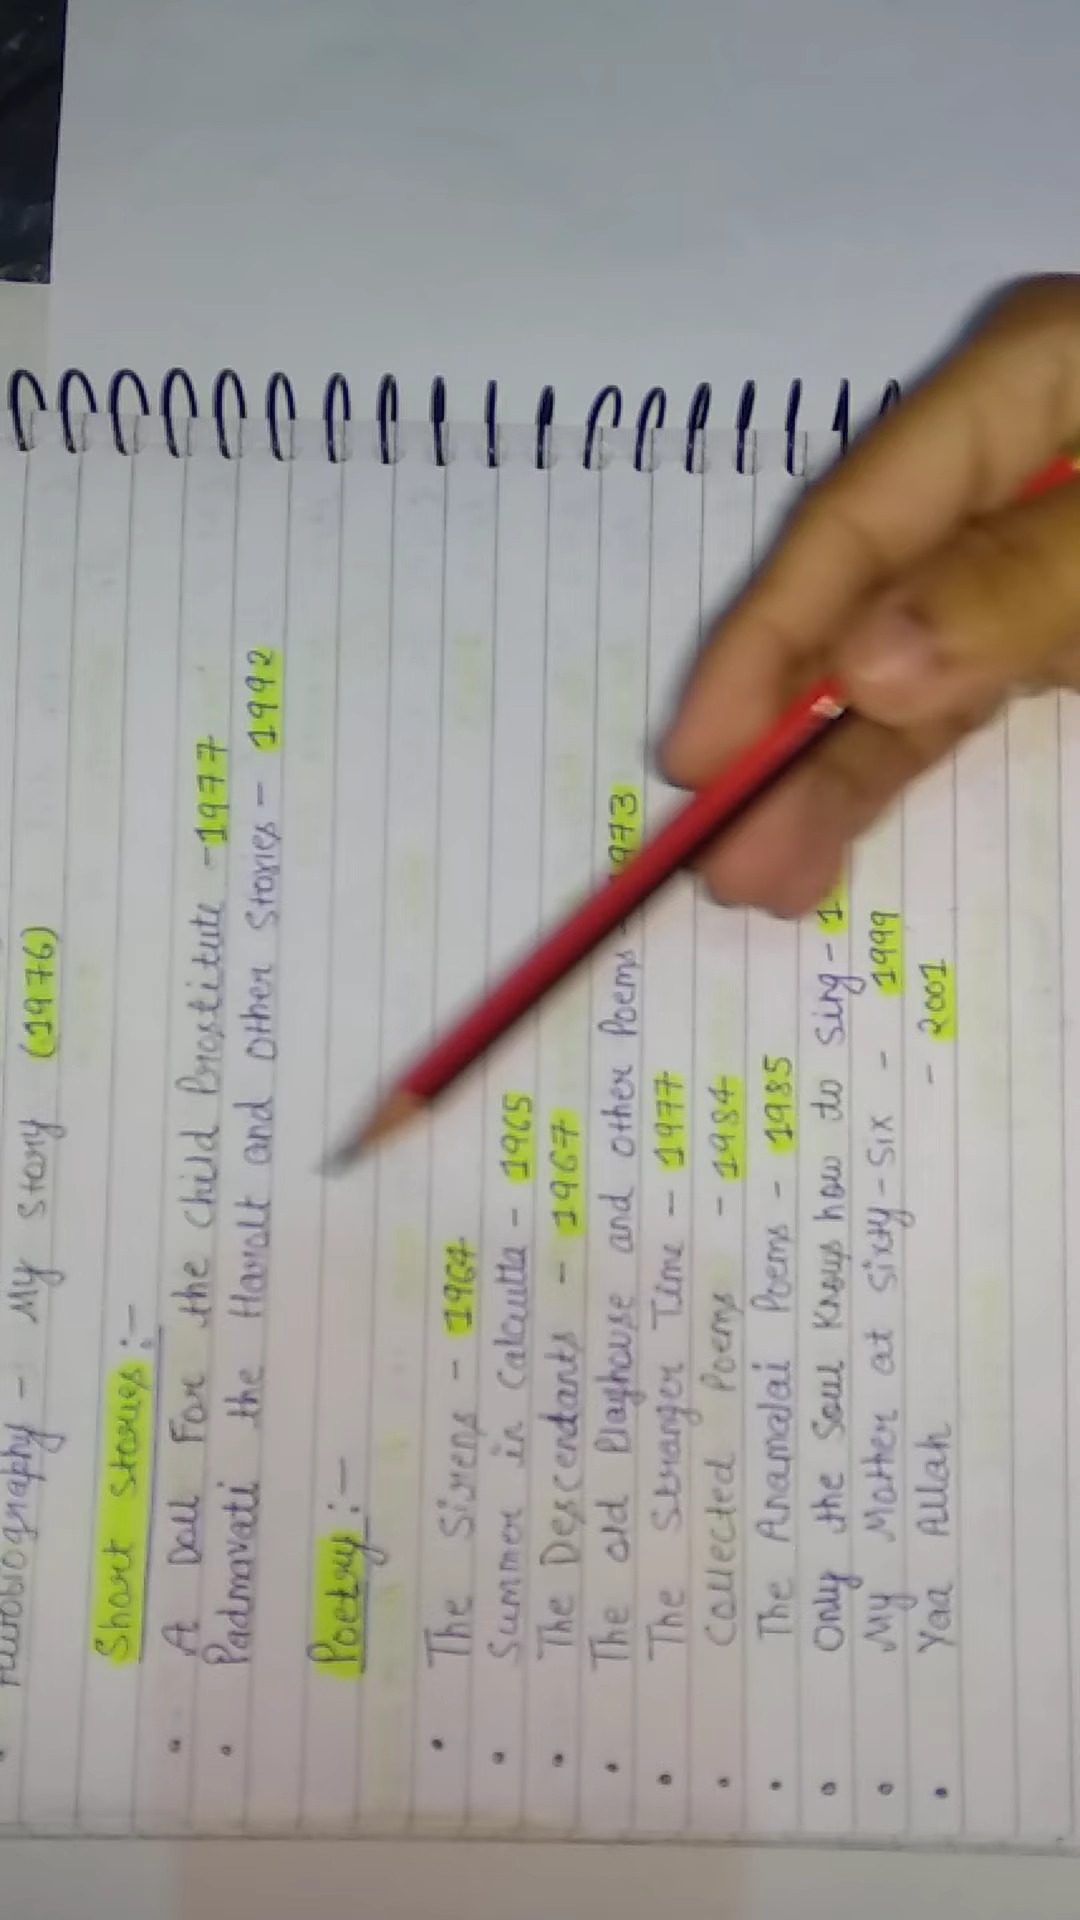 Autobiography - My Story (1976)
Short Stories:-
A Doll For the Child Prostitute - 1977
Padmavati the Haralt and Other Stories - 1992
Poetry:-
The Sirens - 1964
Summer in Calcutta - 1965
The Descendants - 1967
The old Playhouse and other Poems - 1973
The Stranger Time - 1977
Collected Poems - 1984
The Anamalai Poems - 1985
Only the Soul Knows how to Sing -
My Mother at Sixty-Six - 1999
Yaa Allah - 2001